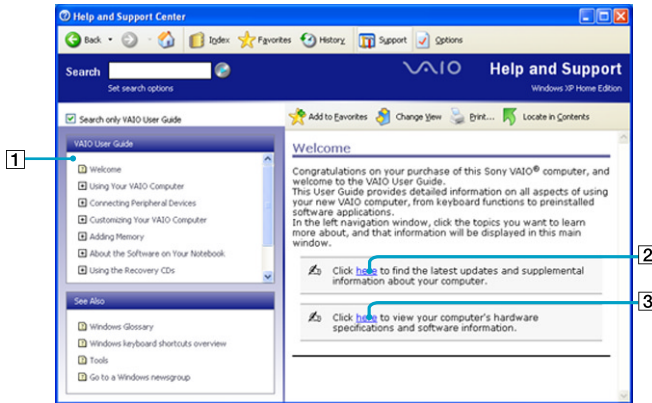 Help and Support Center
Back Index Favorites History Support Options
Search
Set search options
VAIO Help and Support
Windows XP Home Edition
Search only VAIO User Guide
Add to Favorites Change View Print... Locate in Contents
1
VAIO User Guide
Welcome
Using Your VAIO Computer
Connecting Peripheral Devices
Customizing Your VAIO Computer
Adding Memory
About the Software on Your Notebook
Using the Recovery CDs
See Also
Windows Glossary
Windows keyboard shortcuts overview
Tools
Go to a Windows newsgroup
Welcome
Congratulations on your purchase of this Sony VAIO® computer, and
welcome to the VAIO User Guide.
This User Guide provides detailed information on all aspects of using
your new VAIO computer, from keyboard functions to preinstalled
software applications.
In the left navigation window, click the topics you want to learn
more about, and that information will be displayed in this main
window.
2
Click here to find the latest updates and supplemental
information about your computer.
3
Click here to view your computer's hardware
specifications and software information.